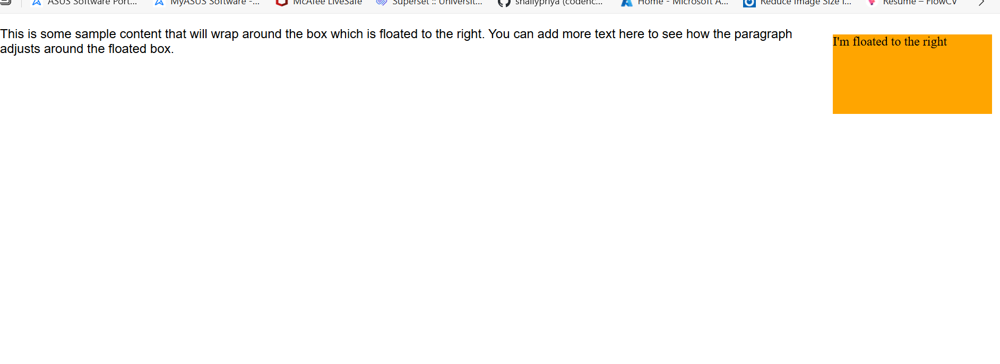 ASUS Software Port... MyASUS Software -... McAfee LiveSafe Superset :: Universit... shallypriya (codenc... Home - Microsoft A... Reduce Image Size i... Resume – FlowCV
This is some sample content that will wrap around the box which is floated to the right. You can add more text here to see how the paragraph
adjusts around the floated box.
I'm floated to the right